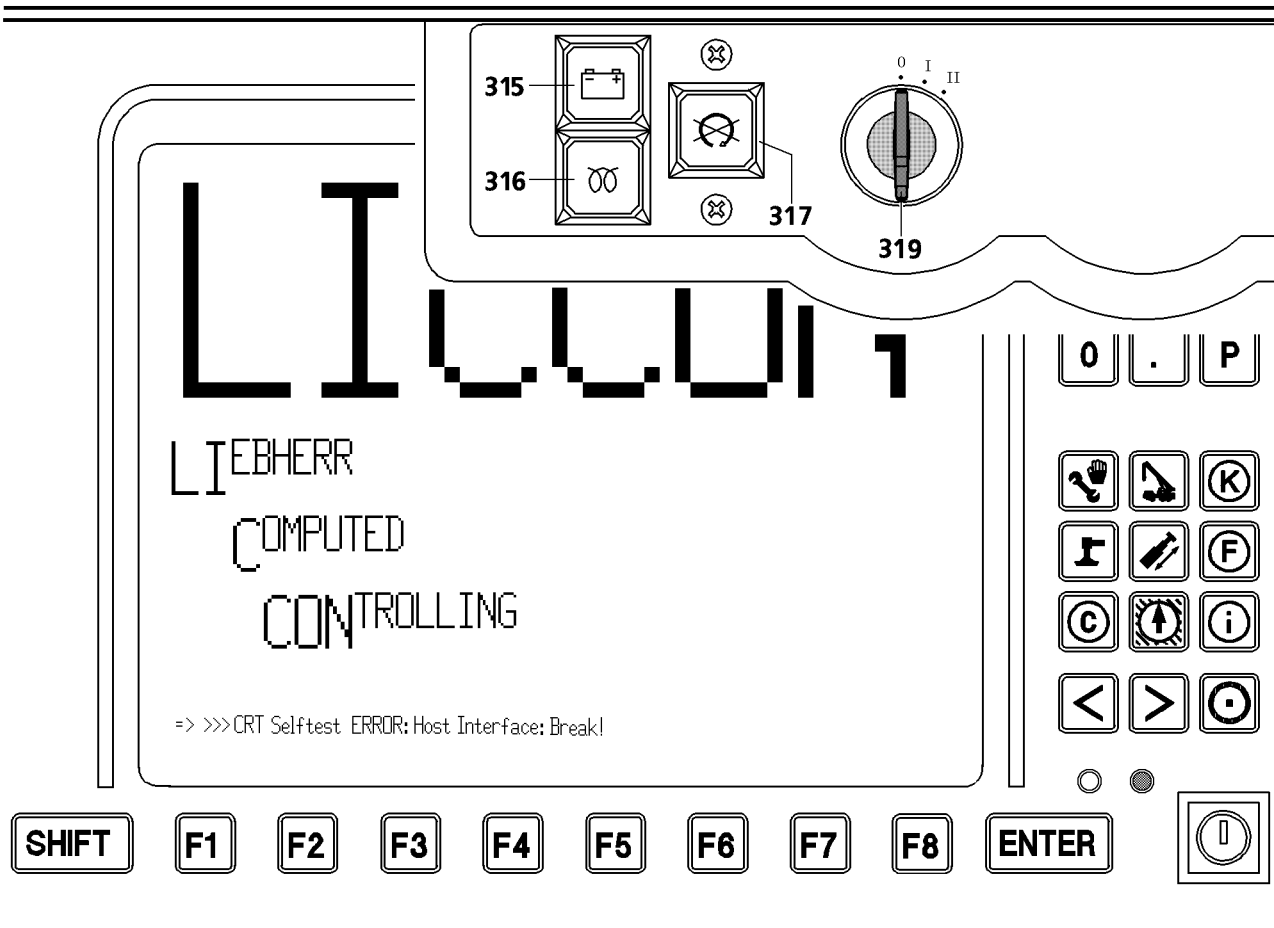 0 I II
315
316
317
319
LICCON
0 . P
LIEBHERR
COMPUTED
CONTROLLING
K
F
C i
< >
=> >>>CRT Selftest ERROR: Host Interface: Break!
SHIFT F1 F2 F3 F4 F5 F6 F7 F8 ENTER